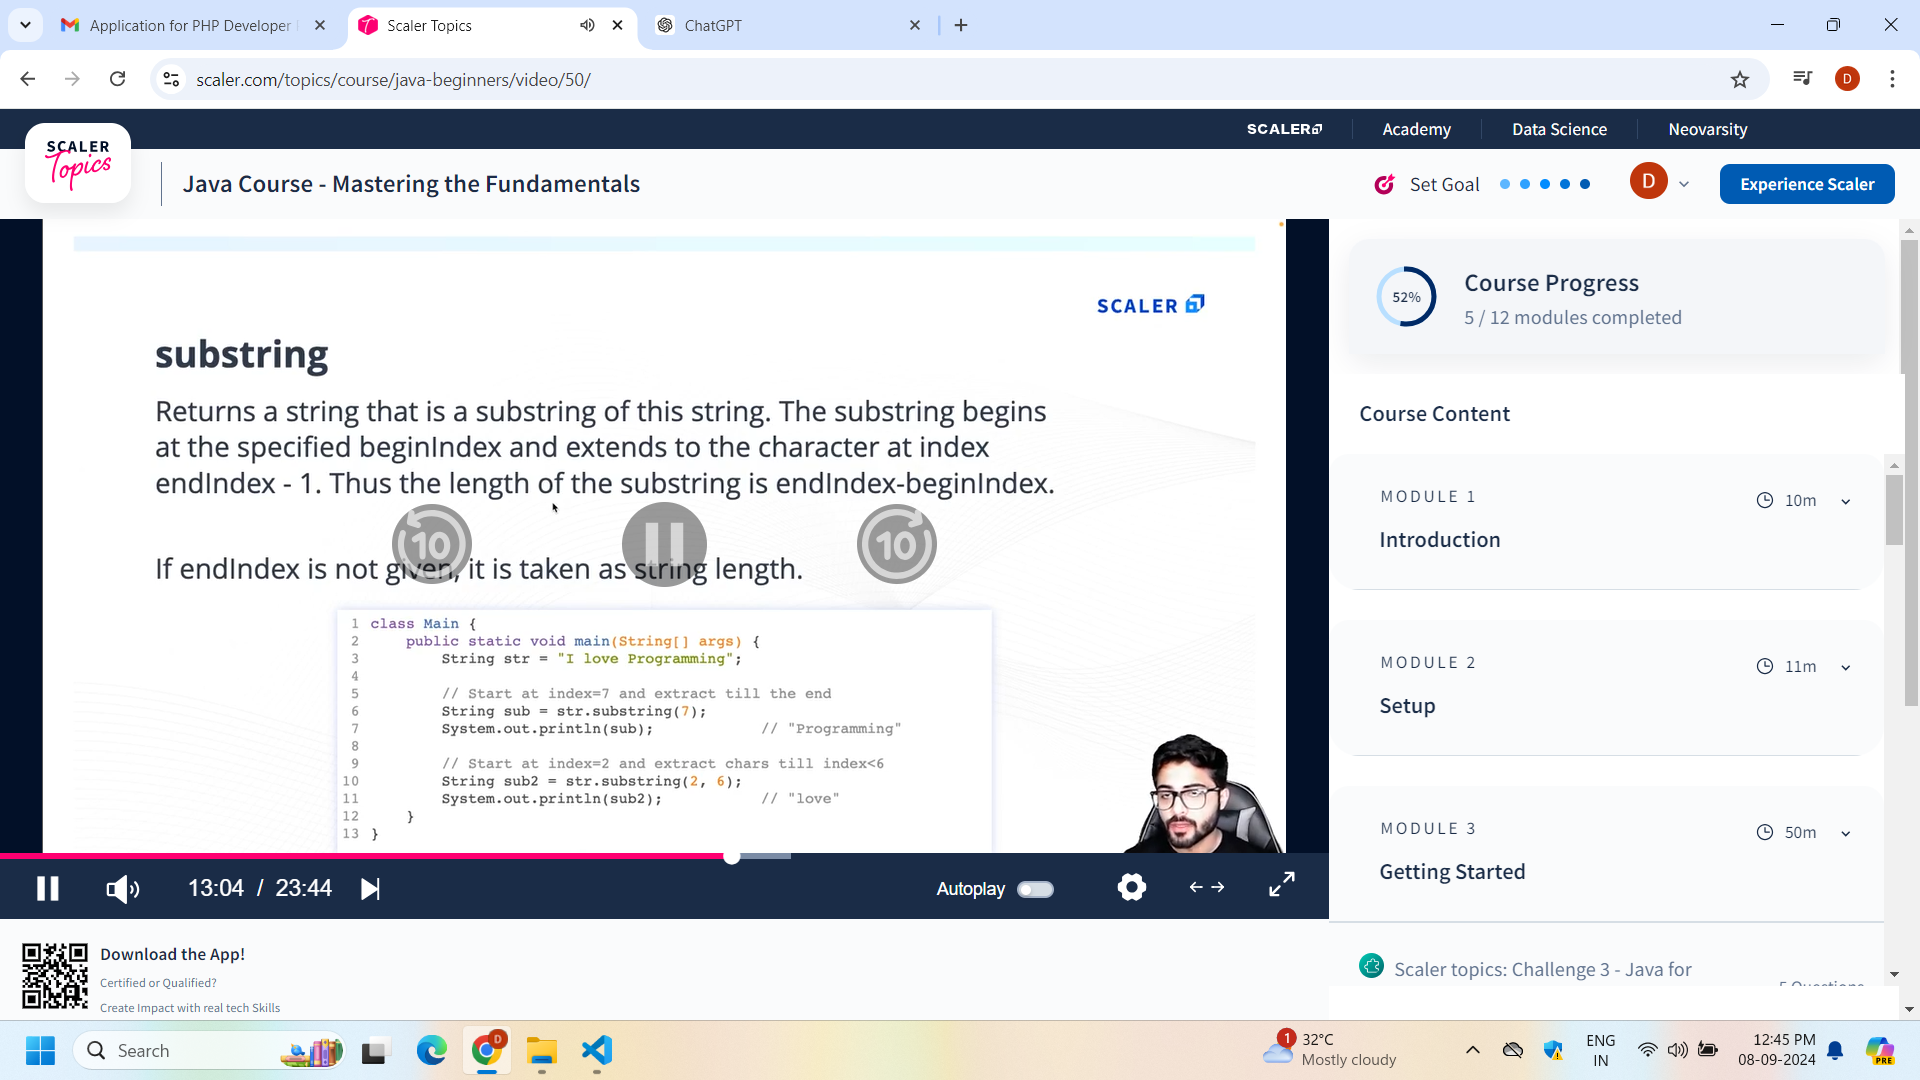 Application for PHP Developer
Scaler Topics
ChatGPT
scaler.com/topics/course/java-beginners/video/50/
D
SCALER
Academy
Data Science
Neovarsity
SCALER
Topics
Java Course - Mastering the Fundamentals
Set Goal
D
Experience Scaler
SCALER
substring
Returns a string that is a substring of this string. The substring begins
at the specified beginIndex and extends to the character at index
endIndex - 1. Thus the length of the substring is endIndex-beginIndex.
10
10
If endIndex is not given, it is taken as string length.
1 class Main {
2 public static void main(String[] args) {
3 String str = "I love Programming";
4
5 // Start at index=7 and extract till the end
6 String sub = str.substring(7);
7 System.out.println(sub); // "Programming"
8
9 // Start at index=2 and extract chars till index<6
10 String sub2 = str.substring(2, 6);
11 System.out.println(sub2); // "love"
12 }
13 }
13:04 / 23:44
Autoplay
52%
Course Progress
5 / 12 modules completed
Course Content
MODULE 1
10m
Introduction
MODULE 2
11m
Setup
MODULE 3
50m
Getting Started
Scaler topics: Challenge 3 - Java for
5 Questions
Download the App!
Certified or Qualified?
Create Impact with real tech Skills
Search
D
1
32°C
Mostly cloudy
ENG
IN
12:45 PM
08-09-2024
PRE